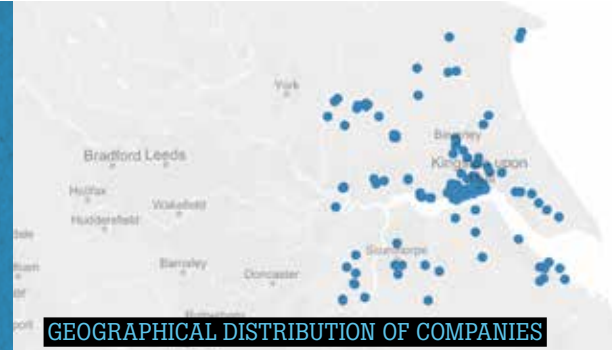 York
Beverley
Bradford Leeds
Kingston upon
Halifax
Wakefield
Huddersfield
Scunthorpe
Barnsley
Doncaster
GEOGRAPHICAL DISTRIBUTION OF COMPANIES